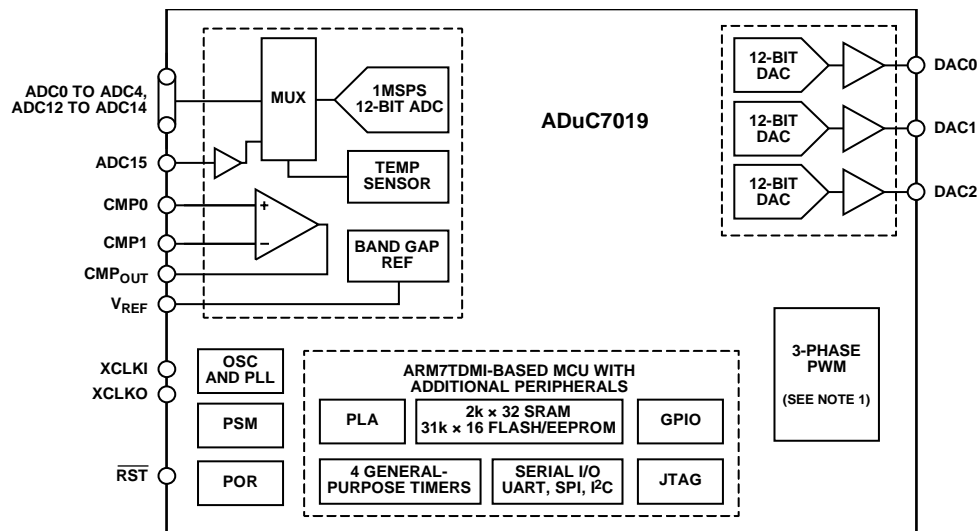 ADC0 TO ADC4,
ADC12 TO ADC14
ADC15
CMP0
CMP1
CMPOUT
VREF
XCLKI
XCLKO
RST
MUX
1MSPS
12-BIT ADC
TEMP
SENSOR
+
−
BAND GAP
REF
ADuC7019
12-BIT
DAC
12-BIT
DAC
12-BIT
DAC
DAC0
DAC1
DAC2
OSC
AND PLL
PSM
POR
ARM7TDMI-BASED MCU WITH
ADDITIONAL PERIPHERALS
PLA
2k × 32 SRAM
31k × 16 FLASH/EEPROM
GPIO
4 GENERAL-
PURPOSE TIMERS
SERIAL I/O
UART, SPI, I²C
JTAG
3-PHASE
PWM
(SEE NOTE 1)